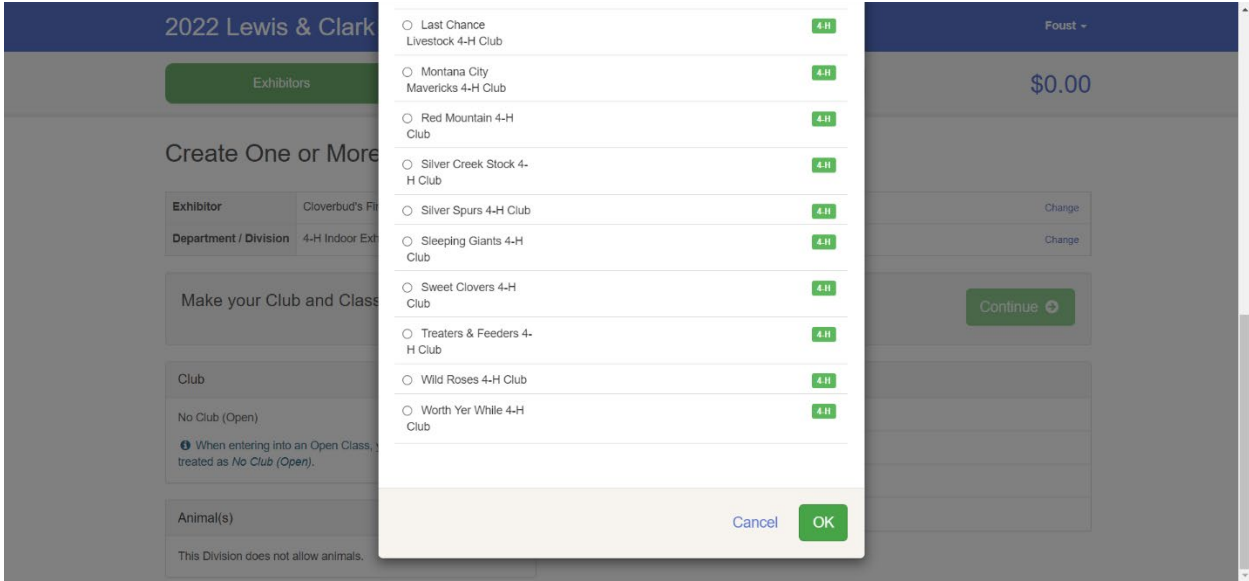 2022 Lewis & Clark
Foust
Exhibitors
$0.00
Create One or More
Exhibitor
Cloverbud's
Change
Department / Division
4-H Indoor
Change
Make your Club and Class
Continue
Club
No Club (Open)
When entering into an Open Class,
treated as No Club (Open).
Animal(s)
This Division does not allow animals.
Last Chance
Livestock 4-H Club
4-H
Montana City
Mavericks 4-H Club
4-H
Red Mountain 4-H
Club
4-H
Silver Creek Stock 4-
H Club
4-H
Silver Spurs 4-H Club
4-H
Sleeping Giants 4-H
Club
4-H
Sweet Clovers 4-H
Club
4-H
Treaters & Feeders 4-
H Club
4-H
Wild Roses 4-H Club
4-H
Worth Yer While 4-H
Club
4-H
Cancel
OK